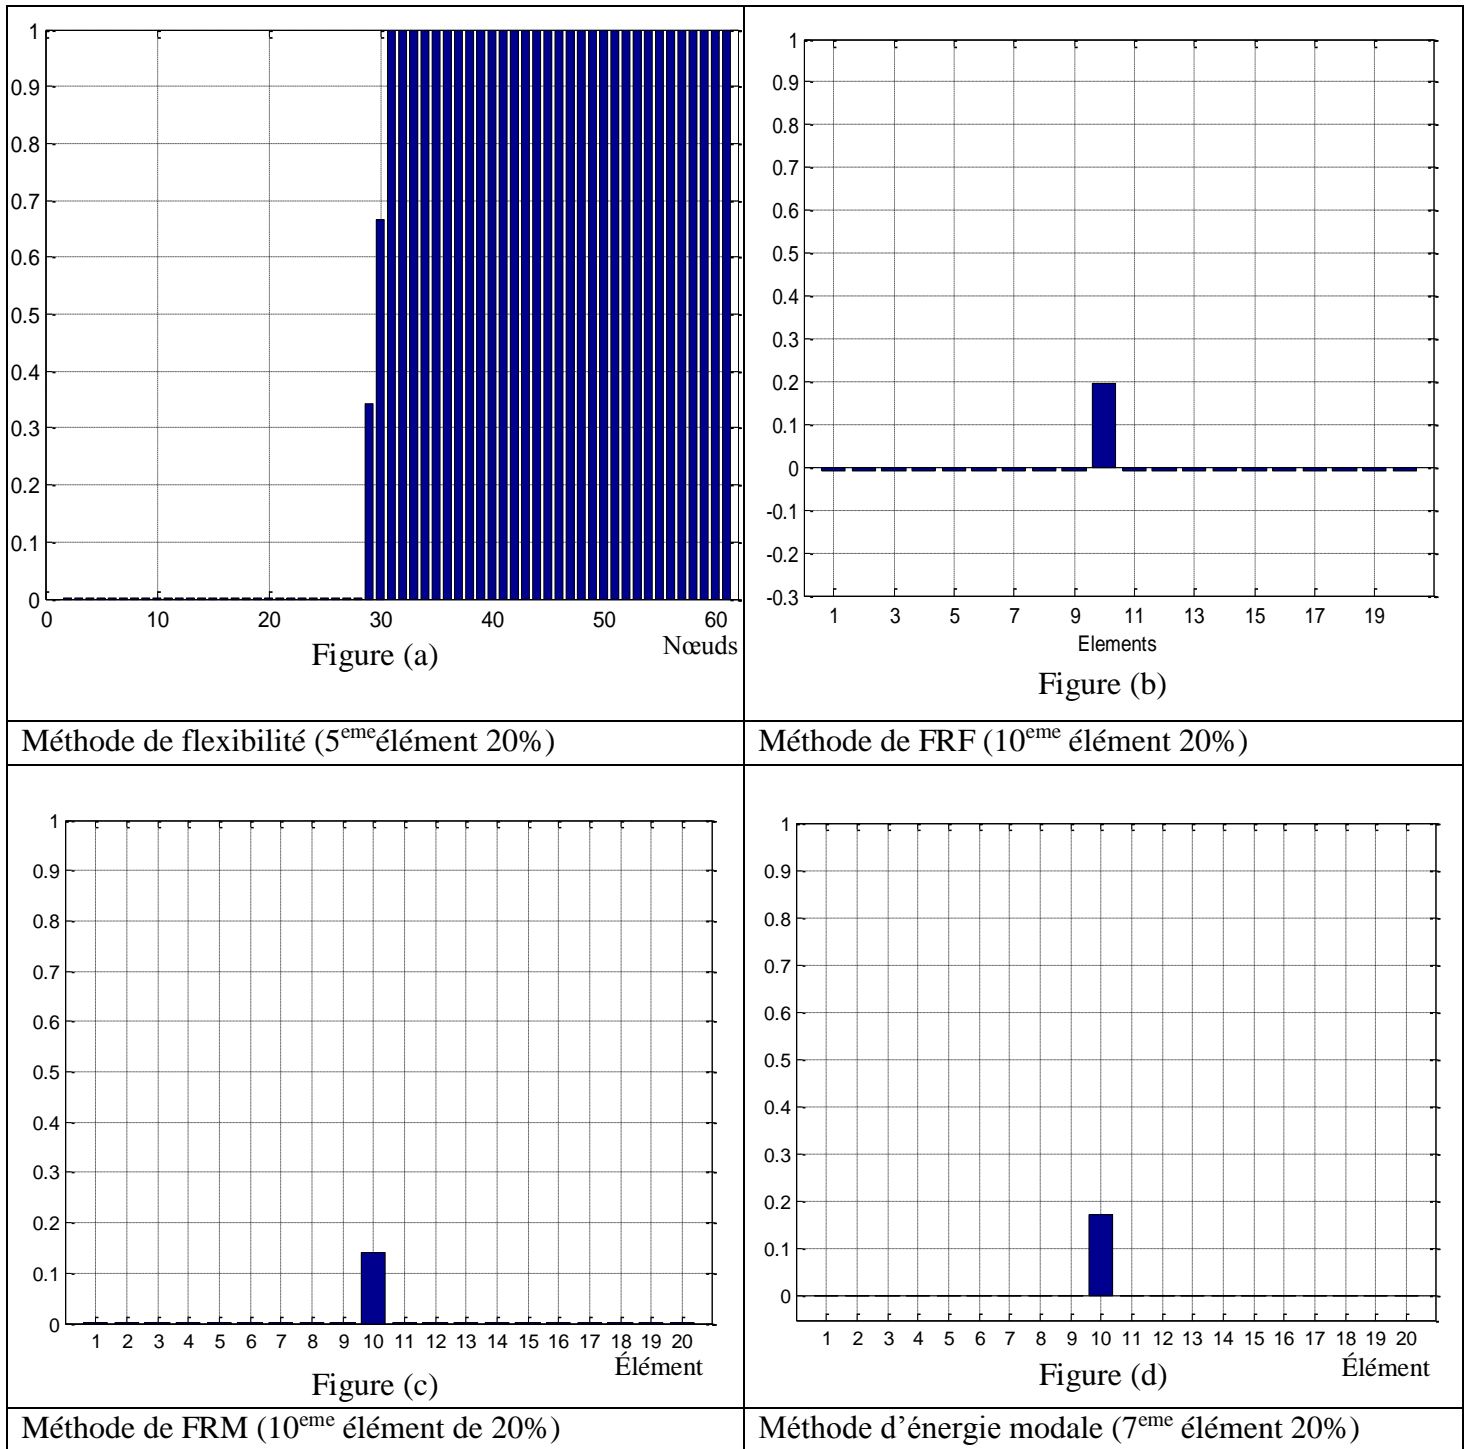 1
0.9
0.8
0.7
0.6
0.5
0.4
0.3
0.2
0.1
0
0 10 20 30 40 50 60
Nœuds
Figure (a)
1
0.9
0.8
0.7
0.6
0.5
0.4
0.3
0.2
0.1
0
-0.1
-0.2
-0.3
1 3 5 7 9 11 13 15 17 19
Elements
Figure (b)
Méthode de flexibilité (5emeélément 20%)
Méthode de FRF (10eme élément 20%)
1
0.9
0.8
0.7
0.6
0.5
0.4
0.3
0.2
0.1
0
1 2 3 4 5 6 7 8 9 10 11 12 13 14 15 16 17 18 19 20
Élément
Figure (c)
1
0.9
0.8
0.7
0.6
0.5
0.4
0.3
0.2
0.1
0
1 2 3 4 5 6 7 8 9 10 11 12 13 14 15 16 17 18 19 20
Élément
Figure (d)
Méthode de FRM (10eme élément de 20%)
Méthode d'énergie modale (7eme élément 20%)